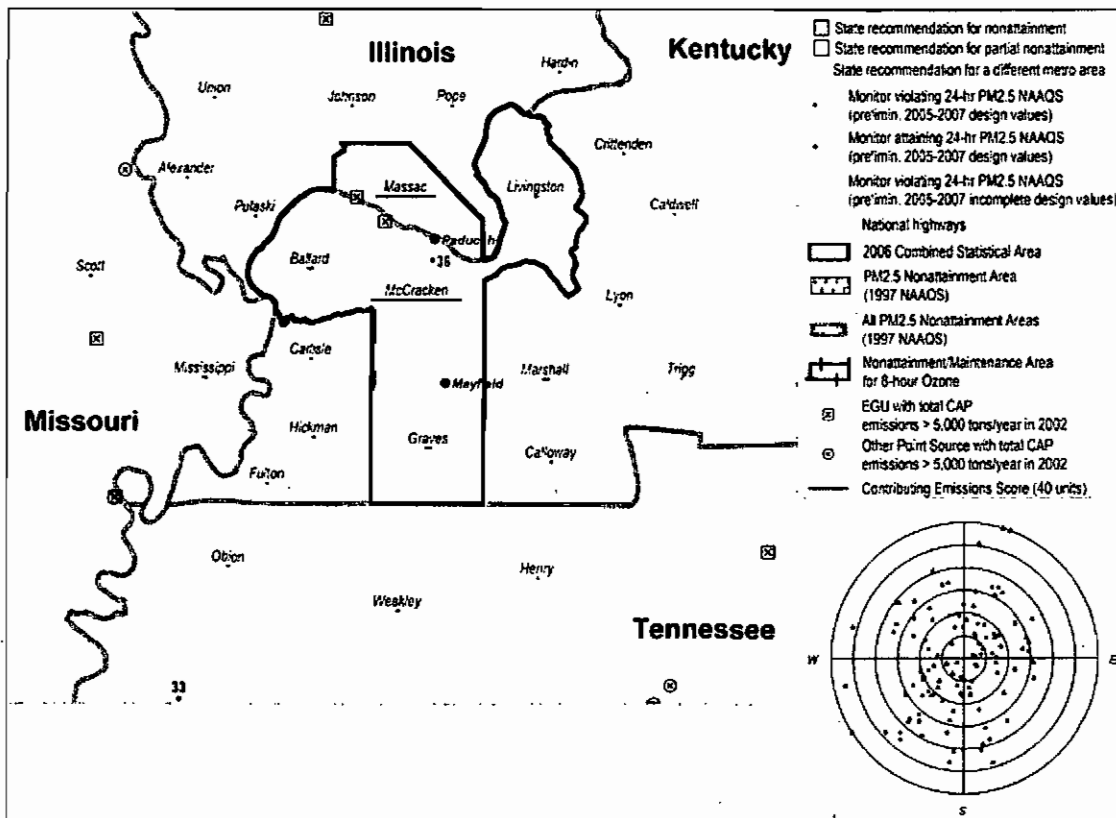 Illinois
Kentucky
Hardin
Union
Johnson
Pope
Crittenden
Alexander
Massac
Livingston
Caldwell
Pulaski
Paducah
36
Ballard
Scott
McCracken
Lyon
Carlisle
Mississippi
Mayfield
Marshall
Trigg
Missouri
Hickman
Graves
Calloway
Fulton
Obion
Henry
Weakley
Tennessee
33
State recommendation for nonattainment
State recommendation for partial nonattainment
State recommendation for a different metro area
Monitor violating 24-hr PM2.5 NAAQS
(prelimin. 2005-2007 design values)
Monitor attaining 24-hr PM2.5 NAAQS
(prelimin. 2005-2007 design values)
Monitor violating 24-hr PM2.5 NAAQS
(prelimin. 2005-2007 incomplete design values)
National highways
2006 Combined Statistical Area
PM2.5 Nonattainment Area
(1997 NAAQS)
All PM2.5 Nonattainment Areas
(1997 NAAQS)
Nonattainment/Maintenance Area
for 8-hour Ozone
EGU with total CAP
emissions > 5,000 tons/year in 2002
Other Point Source with total CAP
emissions > 5,000 tons/year in 2002
Contributing Emissions Score (40 units)
W
E
S